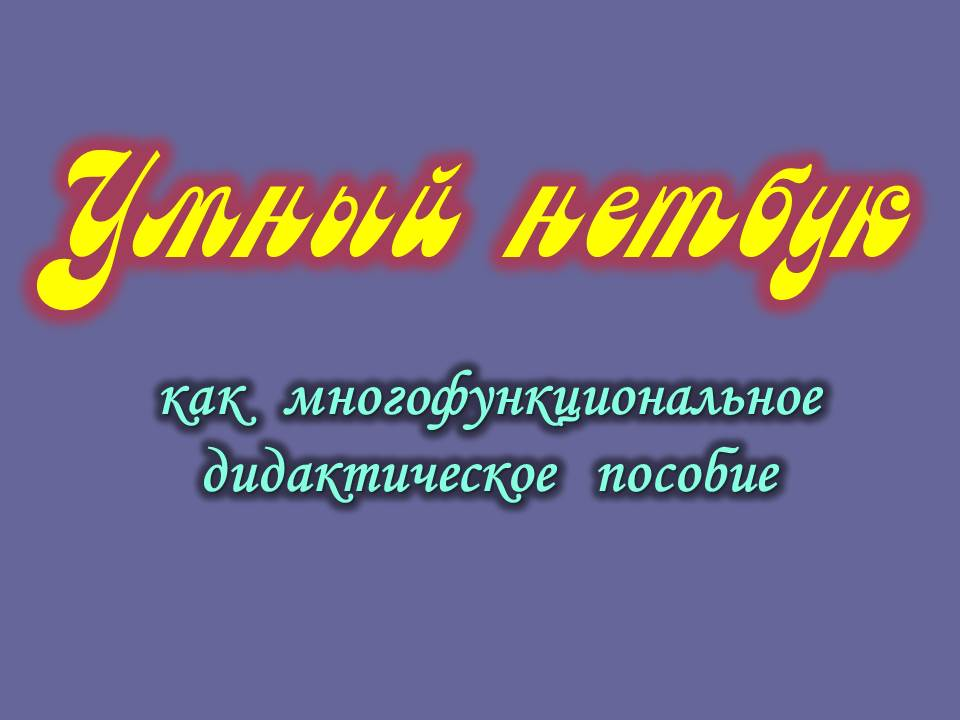 Умный нетбук
как многофункциональное
дидактическое пособие